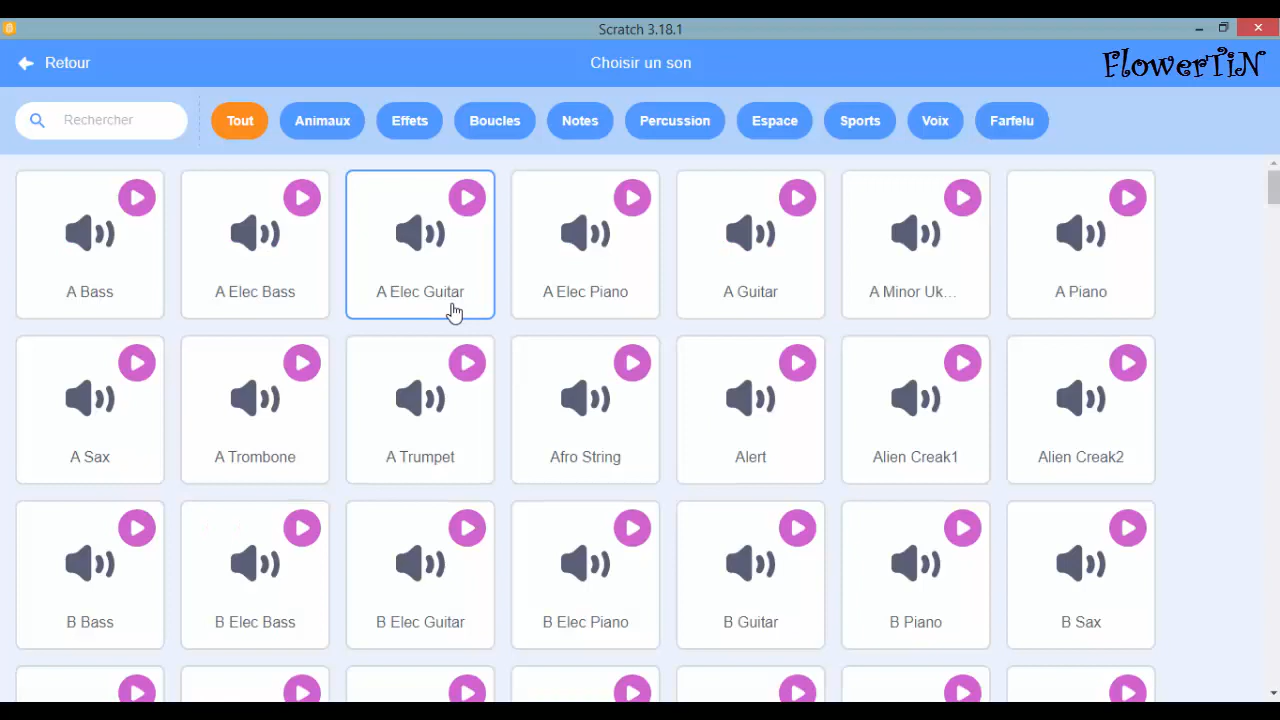 Scratch 3.18.1
Retour
Choisir un son
FlowerTiN
Rechercher
Tout
Animaux
Effets
Boucles
Notes
Percussion
Espace
Sports
Voix
Farfelu
A Bass
A Elec Bass
A Elec Guitar
A Elec Piano
A Guitar
A Minor Uk...
A Piano
A Sax
A Trombone
A Trumpet
Afro String
Alert
Alien Creak1
Alien Creak2
B Bass
B Elec Bass
B Elec Guitar
B Elec Piano
B Guitar
B Piano
B Sax